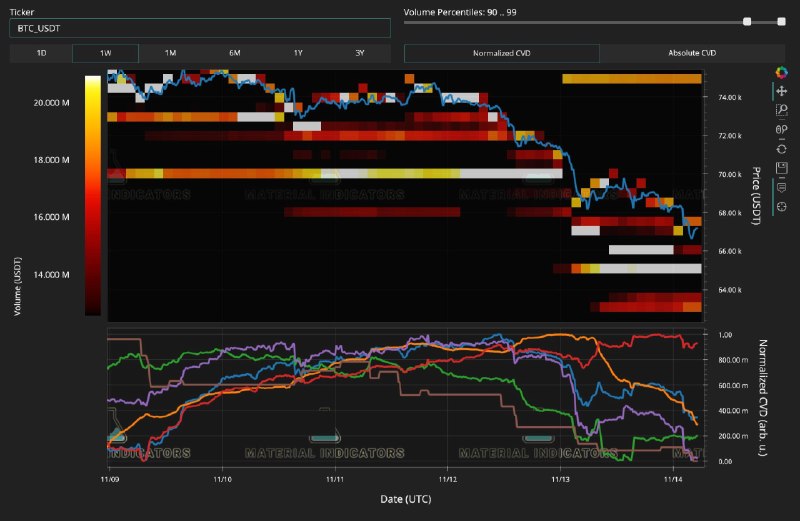 Ticker
BTC_USDT
Volume Percentiles: 90 .. 99
1D 1W 1M 6M 1Y 3Y
Normalized CVD Absolute CVD
20.000 M
18.000 M
16.000 M
14.000 M
Volume (USDT)
74.00 k
72.00 k
70.00 k
68.00 k
66.00 k
64.00 k
Price (USDT)
INDICATORS
MATERIAL INDICATORS
MATERIAL INDICATORS
1.00
800.00 m
600.00 m
400.00 m
200.00 m
0.00
Normalized CVD (arb. u.)
INDICATORS
MATERIAL INDICATORS
MATERIAL INDICATORS
MAT
11/09 11/10 11/11 11/12 11/13 11/14
Date (UTC)